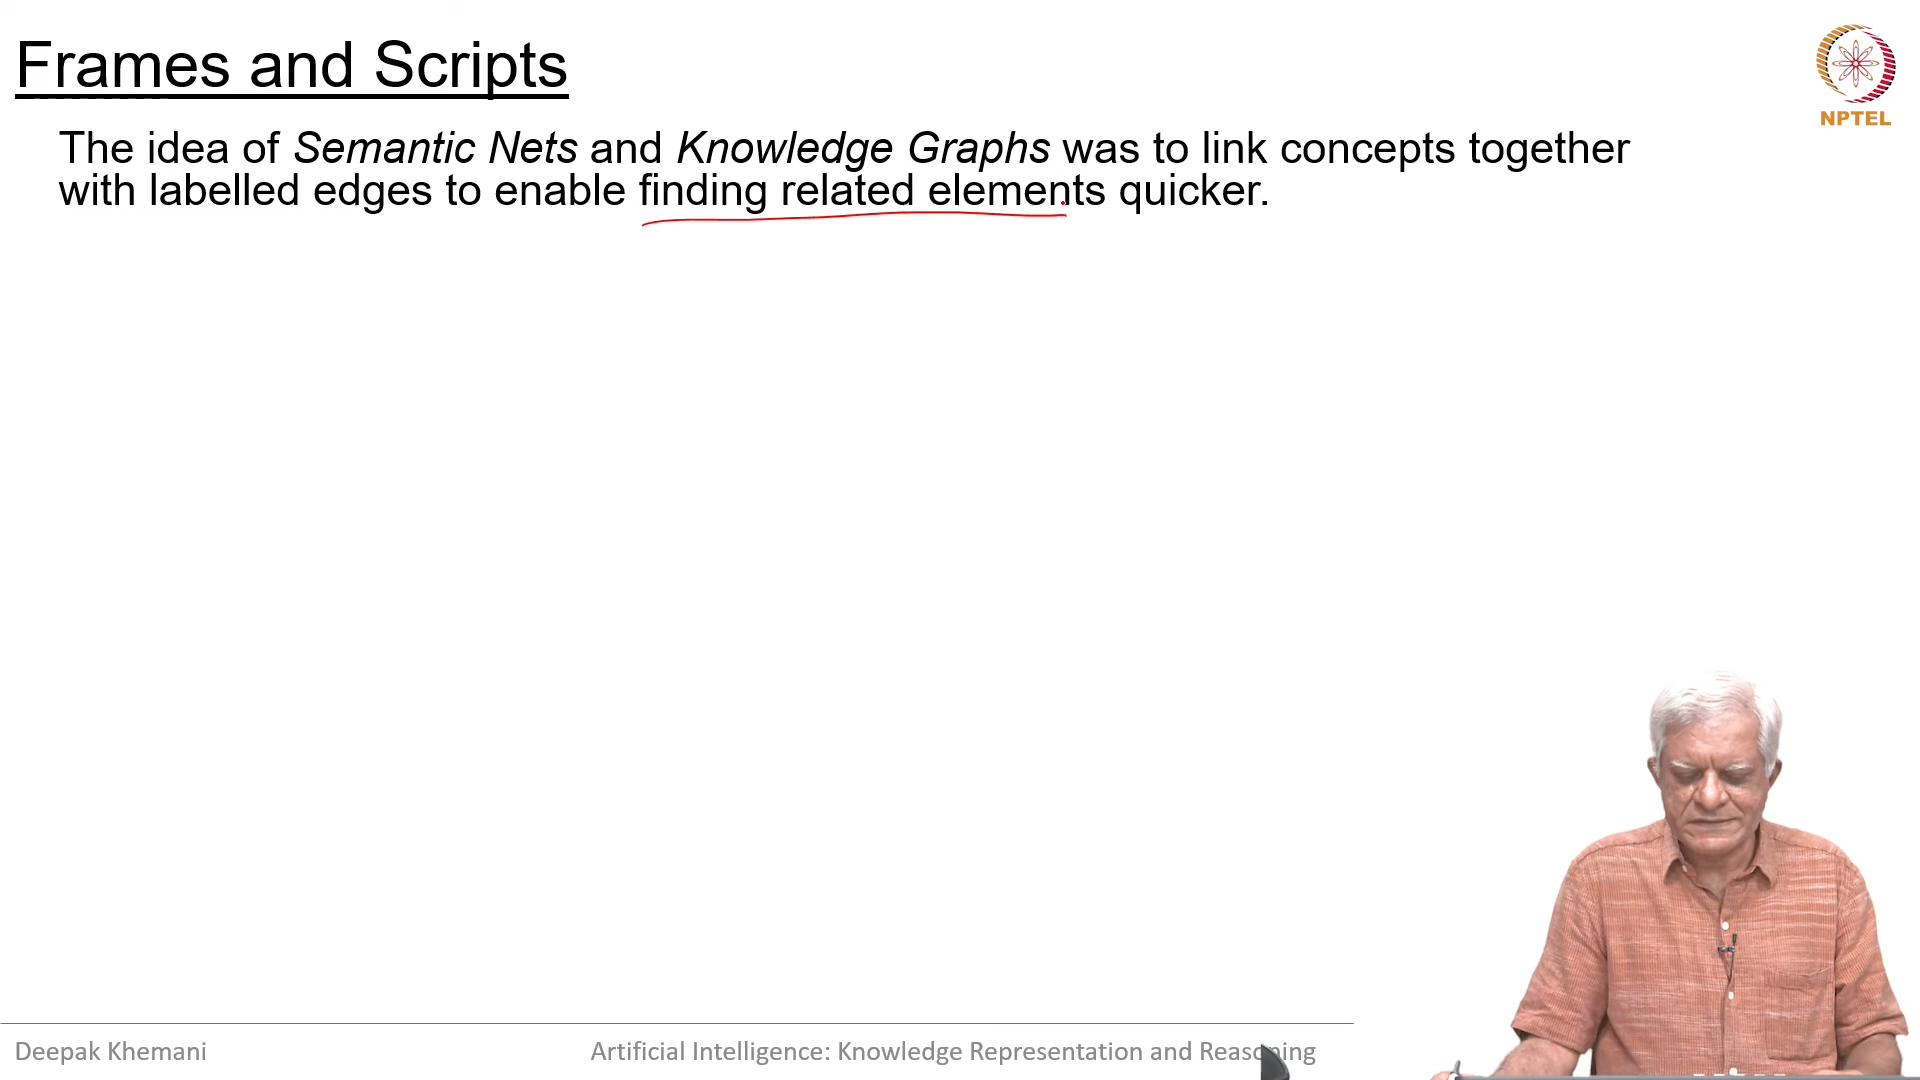 Frames and Scripts
NPTEL
The idea of Semantic Nets and Knowledge Graphs was to link concepts together
with labelled edges to enable finding related elements quicker.
Deepak Khemani
Artificial Intelligence: Knowledge Representation and Reasoning